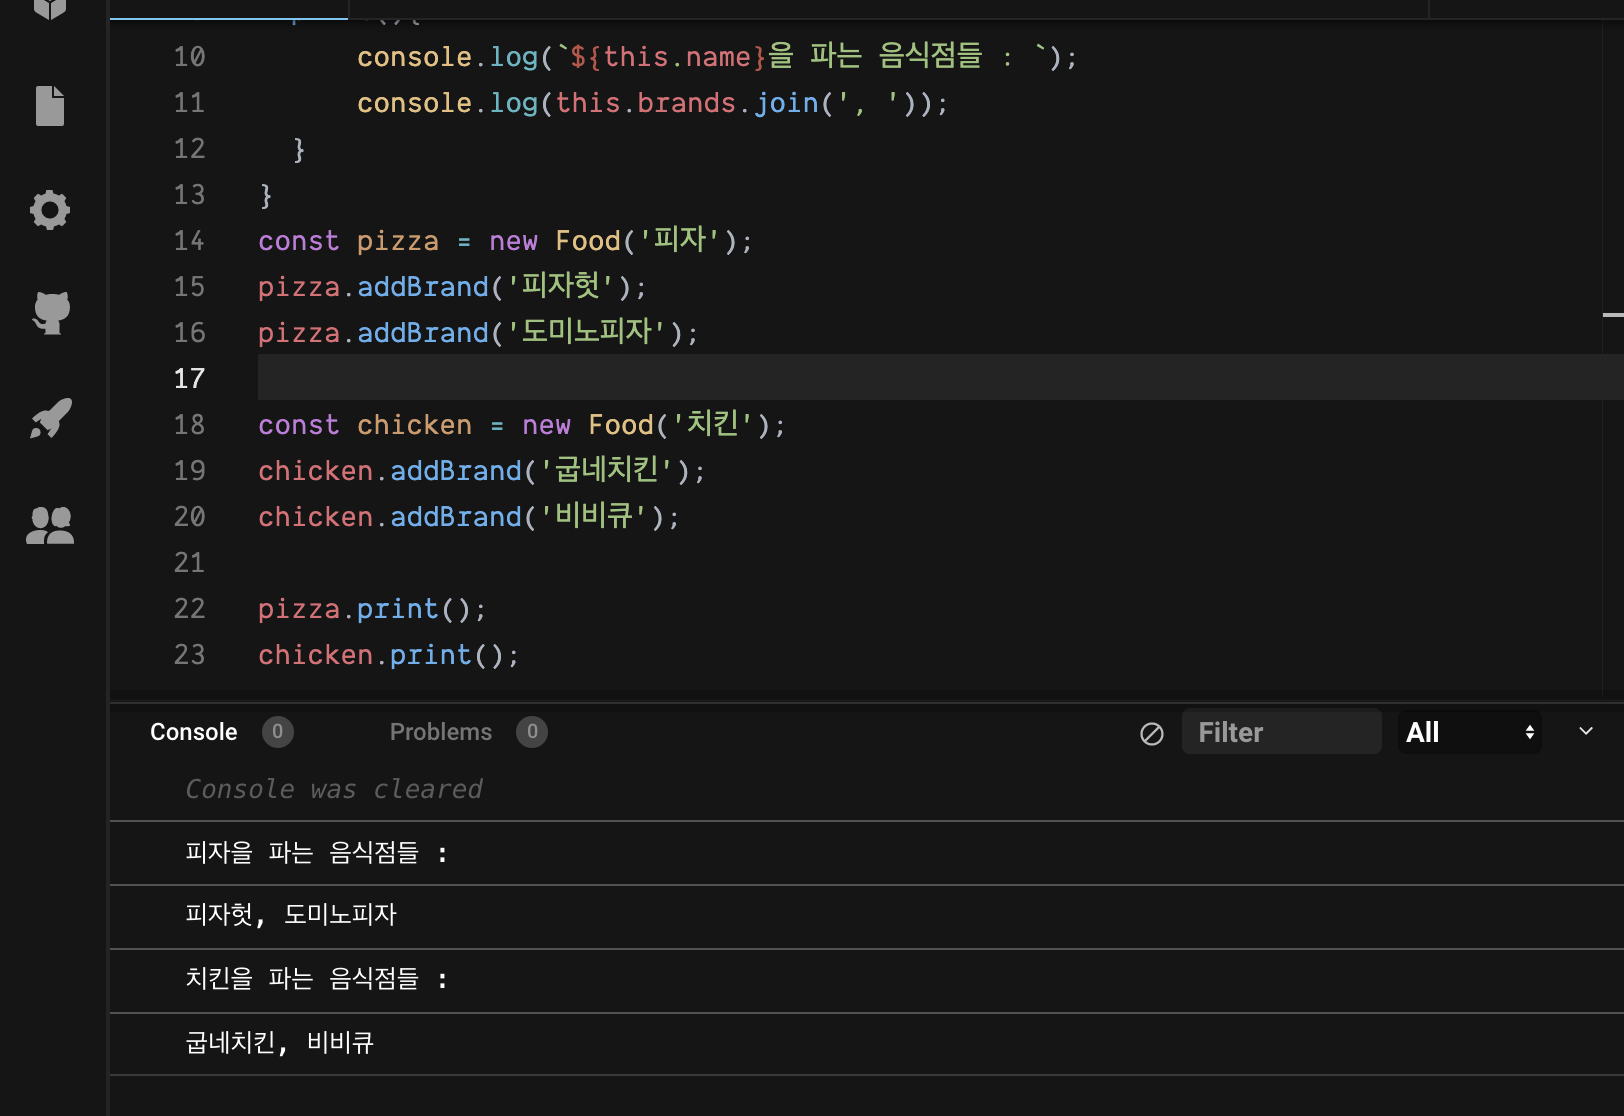 10 console.log(`${this.name}을 파는 음식점들 : `);
11 console.log(this.brands.join(', '));
12 }
13 }
14 const pizza = new Food('피자');
15 pizza.addBrand('피자헛');
16 pizza.addBrand('도미노피자');
17
18 const chicken = new Food('치킨');
19 chicken.addBrand('굽네치킨');
20 chicken.addBrand('비비큐');
21
22 pizza.print();
23 chicken.print();
Console 0 Problems 0 Filter All
Console was cleared
피자을 파는 음식점들 :
피자헛, 도미노피자
치킨을 파는 음식점들 :
굽네치킨, 비비큐